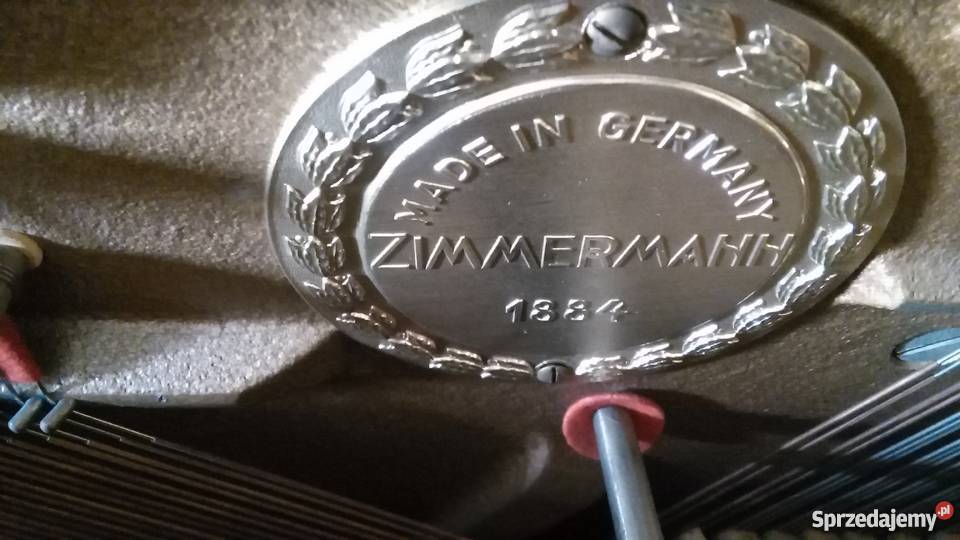 MADE IN GERMANY
ZIMMERMANN
1884
Sprzedajemy.pl